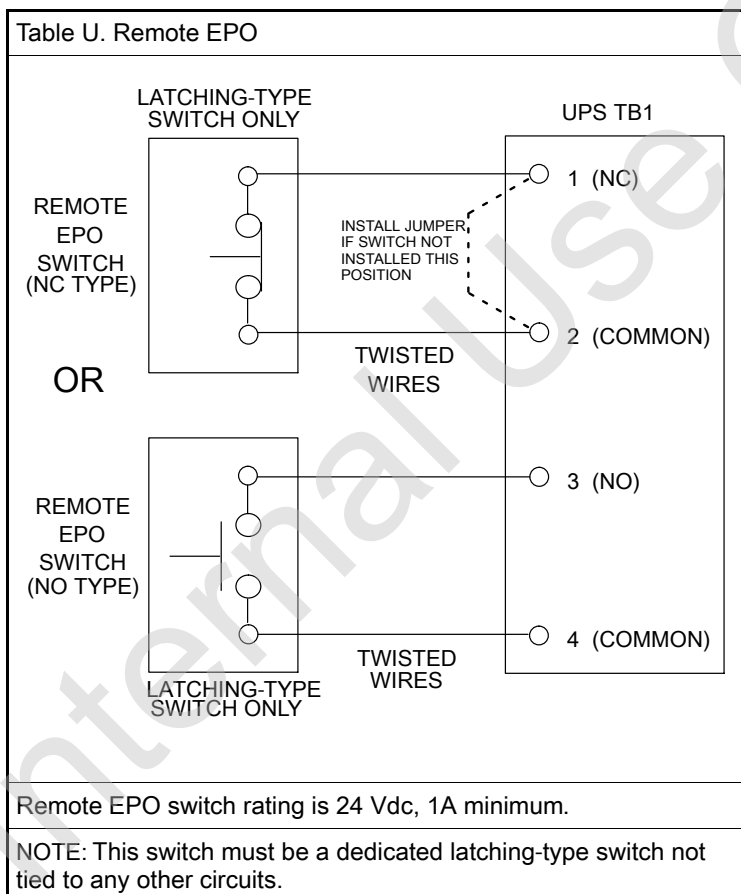 Table U. Remote EPO
LATCHING-TYPE
SWITCH ONLY
UPS TB1
1 (NC)
REMOTE
EPO
SWITCH
(NC TYPE)
INSTALL JUMPER
IF SWITCH NOT
INSTALLED THIS
POSITION
2 (COMMON)
TWISTED
WIRES
OR
3 (NO)
REMOTE
EPO
SWITCH
(NO TYPE)
4 (COMMON)
TWISTED
WIRES
LATCHING-TYPE
SWITCH ONLY
Remote EPO switch rating is 24 Vdc, 1A minimum.
NOTE: This switch must be a dedicated latching-type switch not
tied to any other circuits.
Internal Use